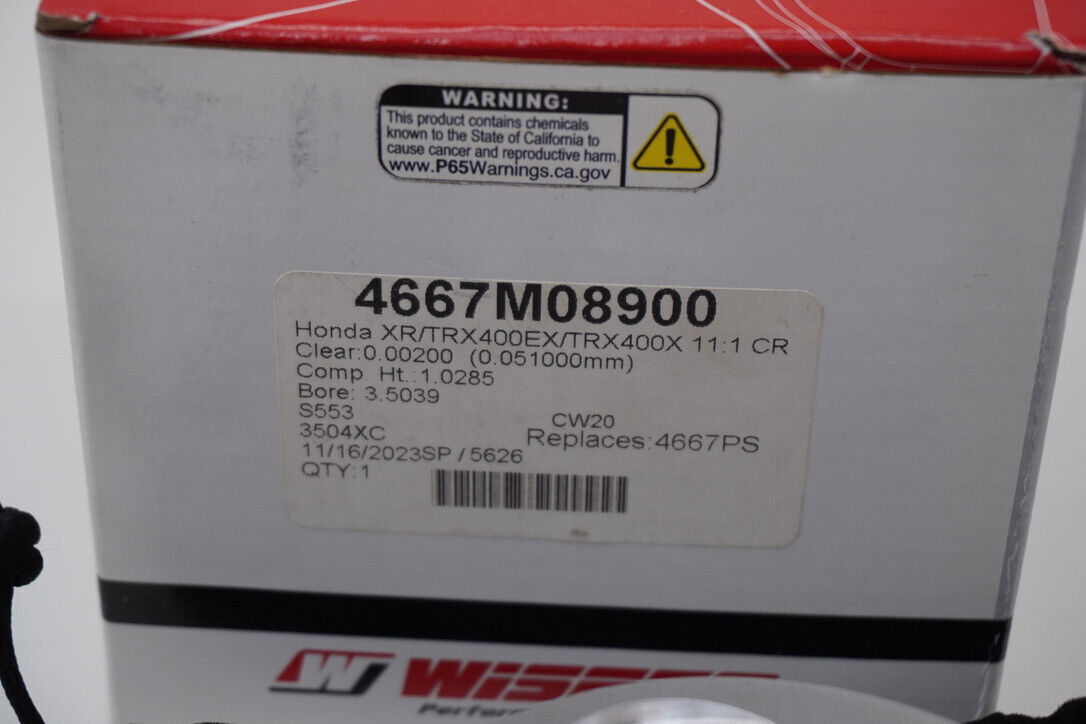 WARNING:
This product contains chemicals
known to the State of California to
cause cancer and reproductive harm.
www.P65Warnings.ca.gov
4667M08900
Honda XR/TRX400EX/TRX400X 11:1 CR
Clear:0.00200 (0.051000mm)
Comp Ht.:1.0285
Bore: 3.5039
S553 CW20
3504XC Replaces:4667PS
11/16/2023SP / 5626
QTY:1